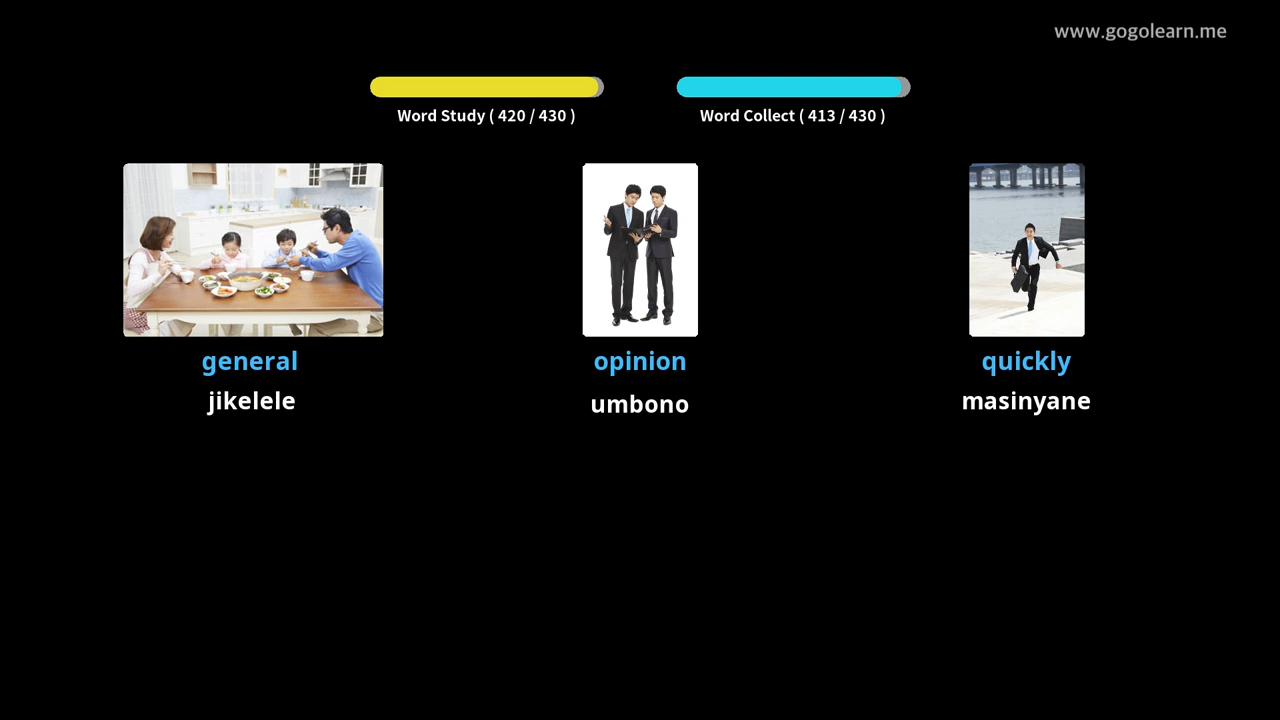 www.gogolearn.me
Word Study ( 420 / 430 )
Word Collect ( 413 / 430 )
general
opinion
quickly
jikelele
umbono
masinyane